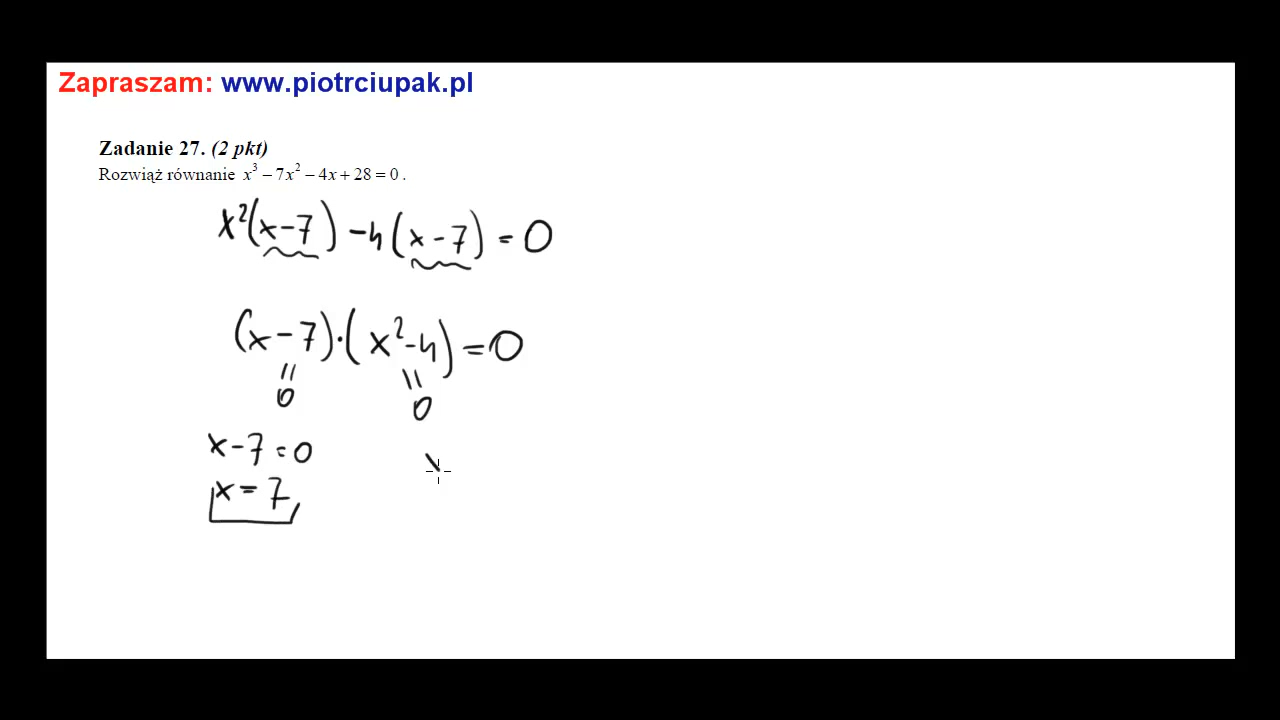 Zapraszam: www.piotrciupak.pl
Zadanie 27. (2 pkt)
Rozwiąż równanie x³ – 7x² – 4x + 28 = 0 .
x²(x – 7) – 4(x – 7) = 0
(x – 7)·(x² – 4) = 0
= =
0 0
x – 7 = 0
x = 7